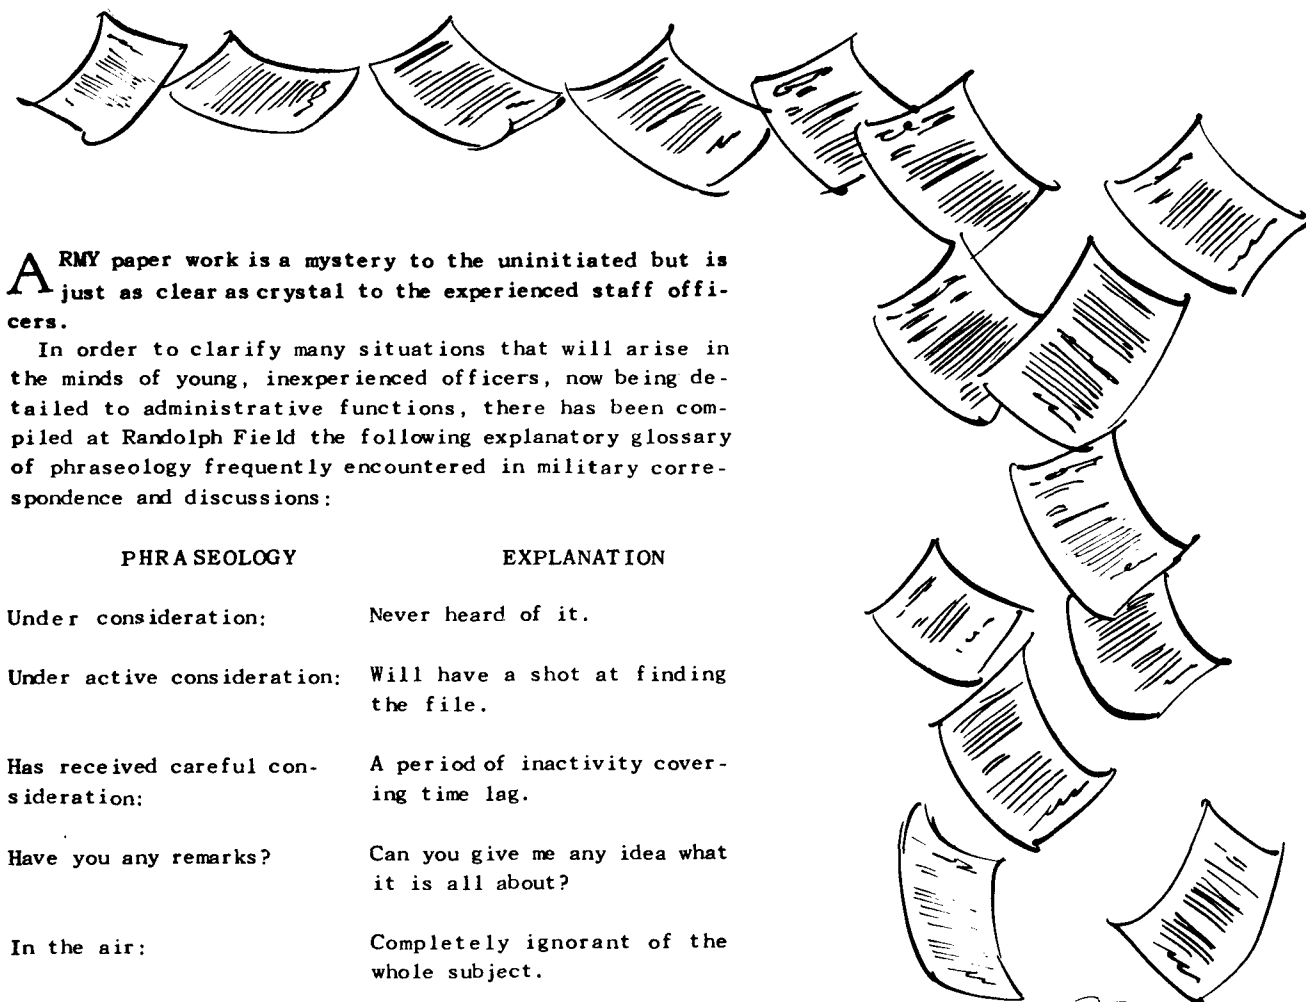 ARMY paper work is a mystery to the uninitiated but is
just as clear as crystal to the experienced staff offi-
cers.
In order to clarify many situations that will arise in
the minds of young, inexperienced officers, now being de-
tailed to administrative functions, there has been com-
piled at Randolph Field the following explanatory glossary
of phraseology frequently encountered in military corre-
spondence and discussions:
PHRASEOLOGY EXPLANATION
Under consideration: Never heard of it.
Under active consideration: Will have a shot at finding
the file.
Has received careful con- A period of inactivity cover-
sideration: ing time lag.
Have you any remarks? Can you give me any idea what
it is all about?
In the air: Completely ignorant of the
whole subject.